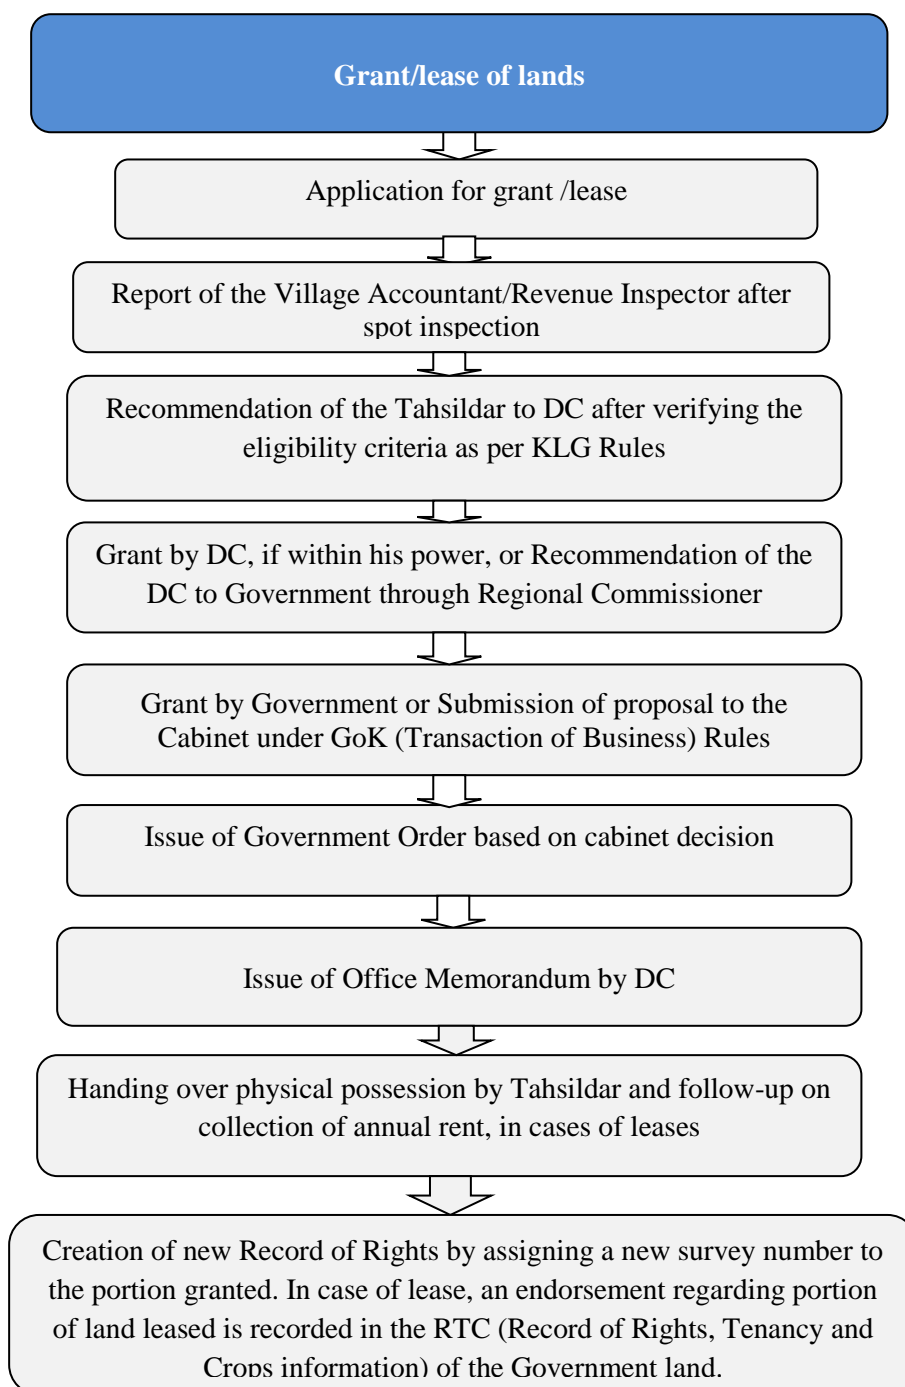 Grant/lease of lands
Application for grant /lease
Report of the Village Accountant/Revenue Inspector after
spot inspection
Recommendation of the Tahsildar to DC after verifying the
eligibility criteria as per KLG Rules
Grant by DC, if within his power, or Recommendation of the
DC to Government through Regional Commissioner
Grant by Government or Submission of proposal to the
Cabinet under GoK (Transaction of Business) Rules
Issue of Government Order based on cabinet decision
Issue of Office Memorandum by DC
Handing over physical possession by Tahsildar and follow-up on
collection of annual rent, in cases of leases
Creation of new Record of Rights by assigning a new survey number to
the portion granted. In case of lease, an endorsement regarding portion
of land leased is recorded in the RTC (Record of Rights, Tenancy and
Crops information) of the Government land.